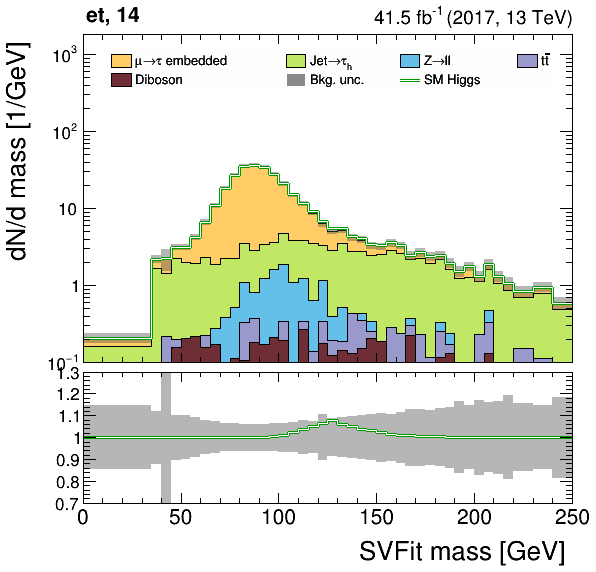 et, 14 41.5 fb⁻¹ (2017, 13 TeV)
μ→τ embedded Jet→τh Z→ll tt̄
Diboson Bkg. unc. SM Higgs
dN/d mass [1/GeV]
10³
10²
10
1
10⁻¹
1.3
1.2
1.1
1
0.9
0.8
0.7
0 50 100 150 200 250
SVFit mass [GeV]